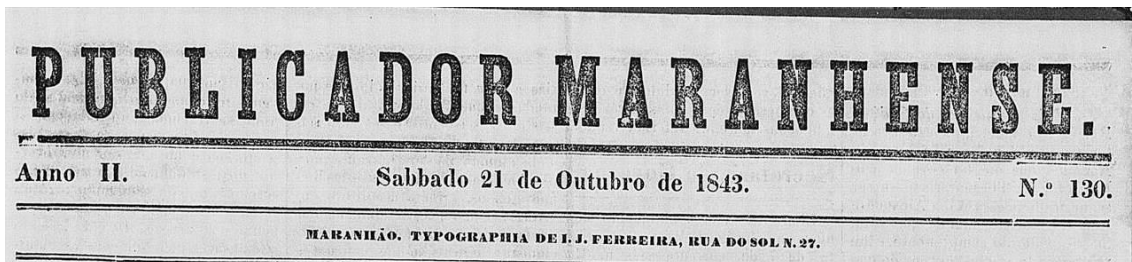 PUBLICADOR MARANHENSE.
Anno II. Sabbado 21 de Outubro de 1843. N.º 130.
MARANHÃO. TYPOGRAPHIA DE I. J. FERREIRA, RUA DO SOL N. 27.